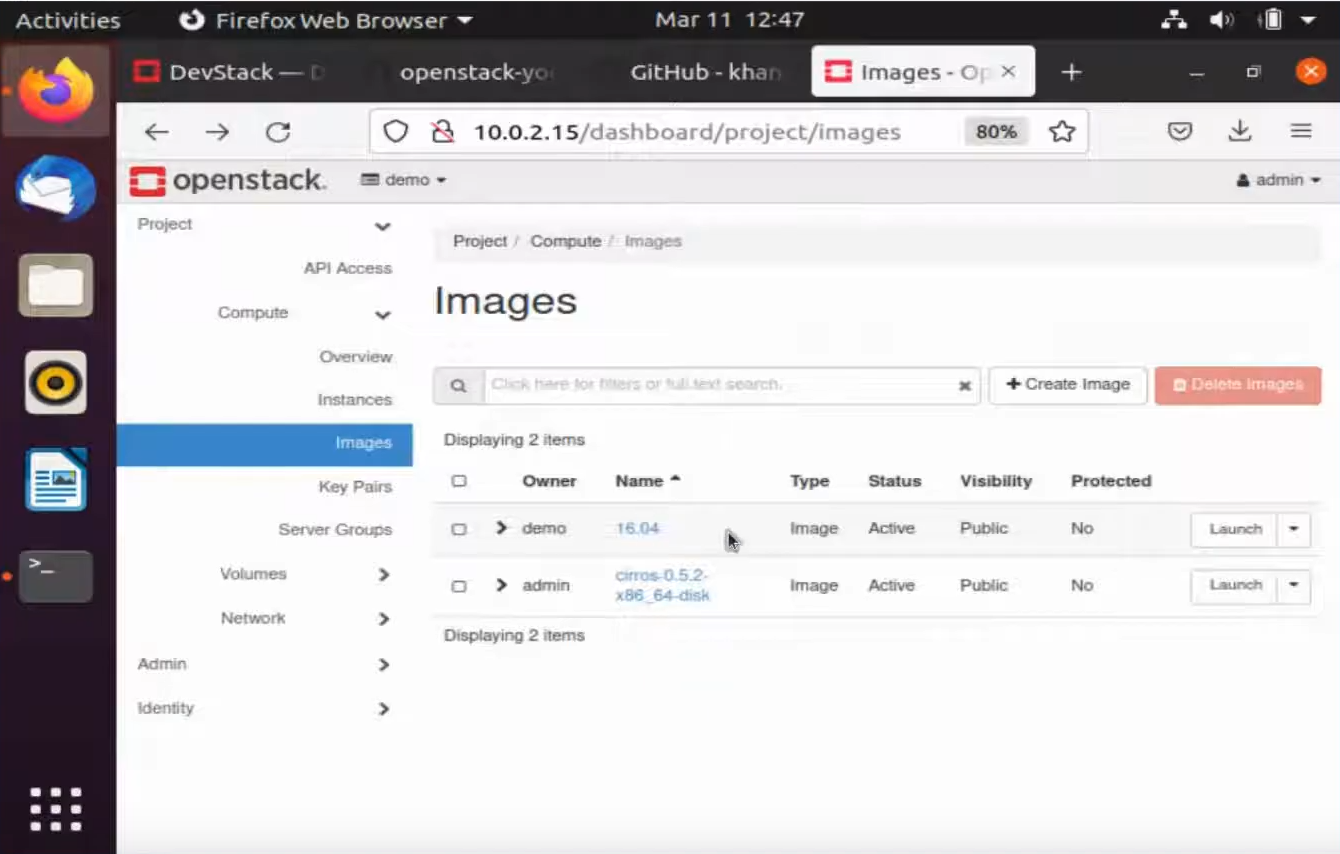 Activities Firefox Web Browser Mar 11 12:47
DevStack — D openstack-yo GitHub - khan Images - Op
10.0.2.15/dashboard/project/images 80%
openstack. demo admin
Project
API Access
Compute
Overview
Instances
Images
Key Pairs
Server Groups
Volumes
Network
Admin
Identity
Project / Compute / Images
Images
Click here for filters or full text search. Create Image Delete Images
Displaying 2 items
Owner Name Type Status Visibility Protected
demo 16.04 Image Active Public No Launch
admin cirros-0.5.2-
x86_64-disk Image Active Public No Launch
Displaying 2 items